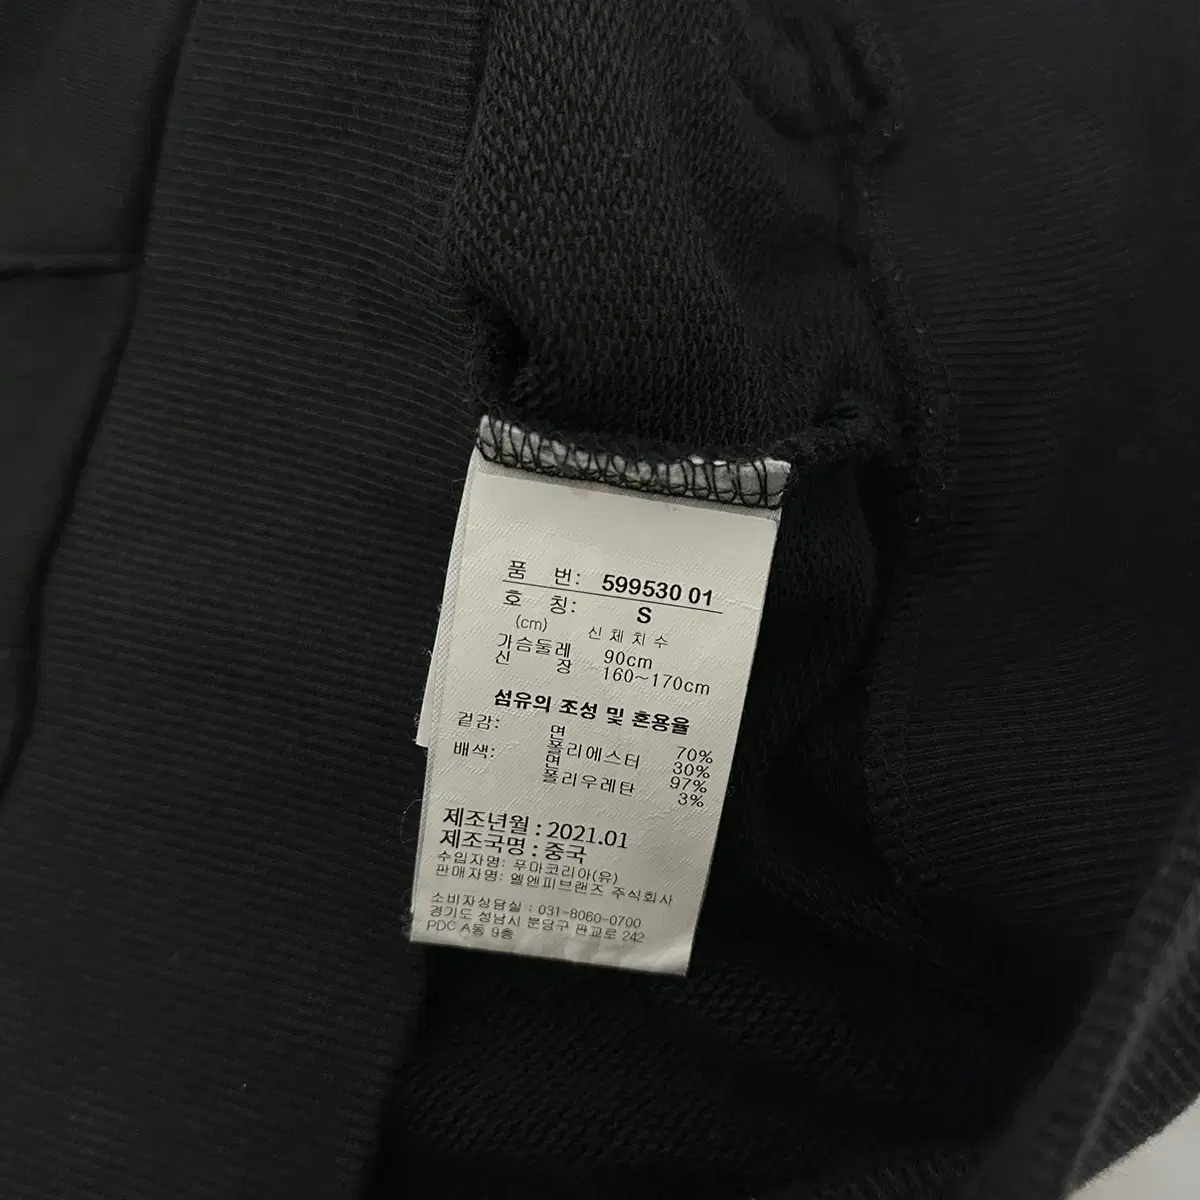 품 번: 599530 01
호 칭: S
(cm) 신 체 치 수
가슴둘레 90cm
신 장 160~170cm
섬유의 조성 및 혼용율
겉감: 면 70%
폴리에스터 30%
배색: 면 97%
폴리우레탄 3%
제조년월 : 2021.01
제조국명 : 중국
수입자명: 푸마코리아(유)
판매자명: 엘엔피브랜즈 주식회사
소비자상담실 : 031-8060-0700
경기도 성남시 분당구 판교로 242
PDC A동 9층